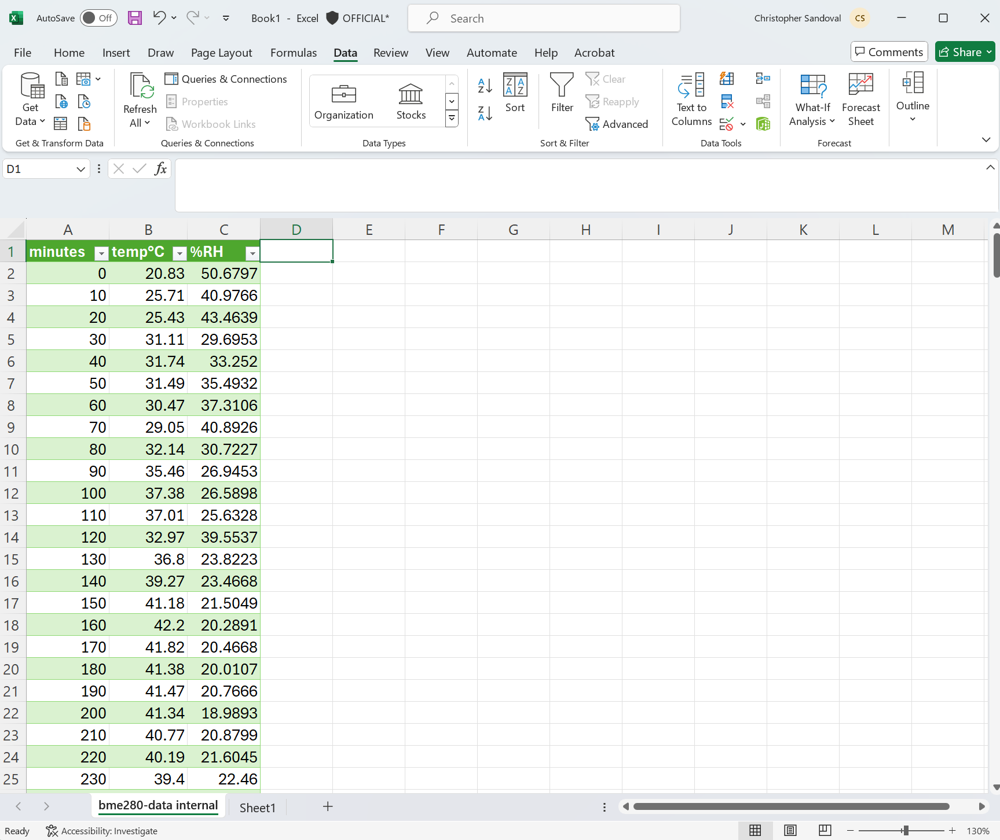 AutoSave Off Book1 - Excel OFFICIAL* Search Christopher Sandoval CS
File Home Insert Draw Page Layout Formulas Data Review View Automate Help Acrobat Comments Share
Get Data
Refresh All
Queries & Connections
Properties
Workbook Links
Organization Stocks
Sort
Filter
Clear
Reapply
Advanced
Text to Columns
What-If Analysis
Forecast Sheet
Outline
Get & Transform Data Queries & Connections Data Types Sort & Filter Data Tools Forecast
D1 fx
A B C D E F G H I J K L M
1 minutes temp°C %RH
2 0 20.83 50.6797
3 10 25.71 40.9766
4 20 25.43 43.4639
5 30 31.11 29.6953
6 40 31.74 33.252
7 50 31.49 35.4932
8 60 30.47 37.3106
9 70 29.05 40.8926
10 80 32.14 30.7227
11 90 35.46 26.9453
12 100 37.38 26.5898
13 110 37.01 25.6328
14 120 32.97 39.5537
15 130 36.8 23.8223
16 140 39.27 23.4668
17 150 41.18 21.5049
18 160 42.2 20.2891
19 170 41.82 20.4668
20 180 41.38 20.0107
21 190 41.47 20.7666
22 200 41.34 18.9893
23 210 40.77 20.8799
24 220 40.19 21.6045
25 230 39.4 22.46
bme280-data internal Sheet1
Ready Accessibility: Investigate 130%